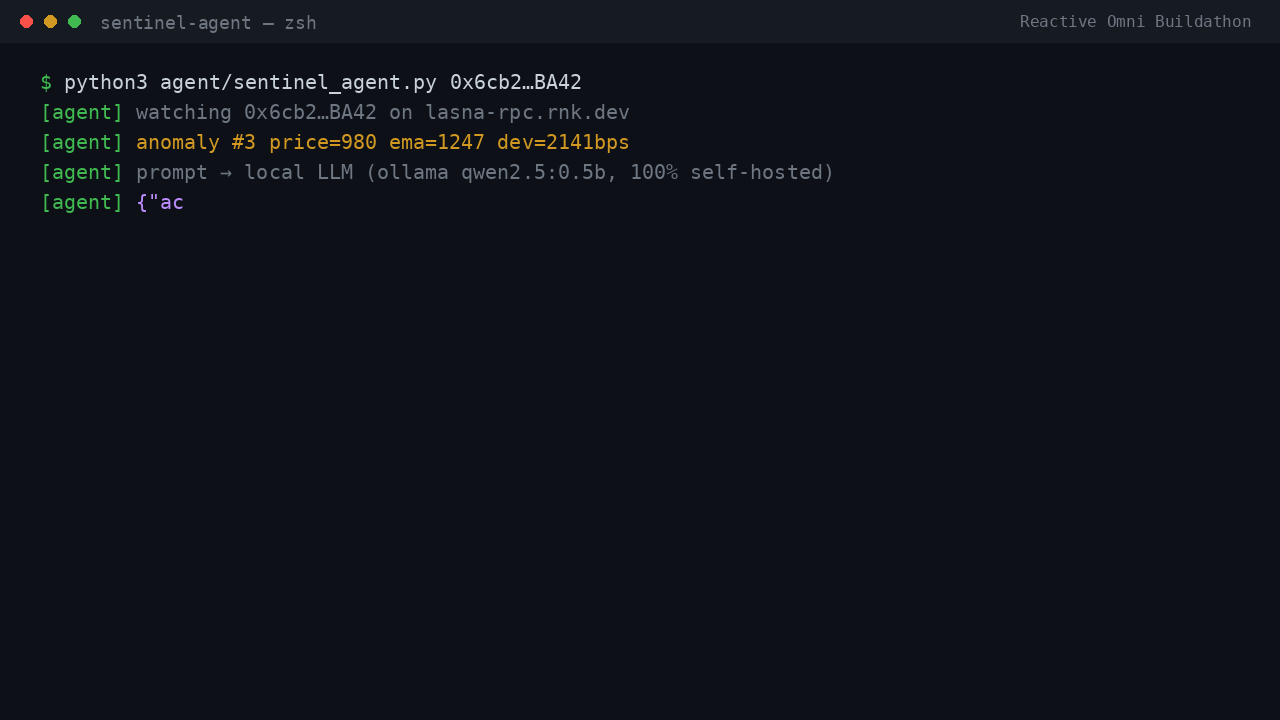 sentinel-agent — zsh
Reactive Omni Buildathon
$ python3 agent/sentinel_agent.py 0x6cb2…BA42
[agent] watching 0x6cb2…BA42 on lasna-rpc.rnk.dev
[agent] anomaly #3 price=980 ema=1247 dev=2141bps
[agent] prompt → local LLM (ollama qwen2.5:0.5b, 100% self-hosted)
[agent] {"ac